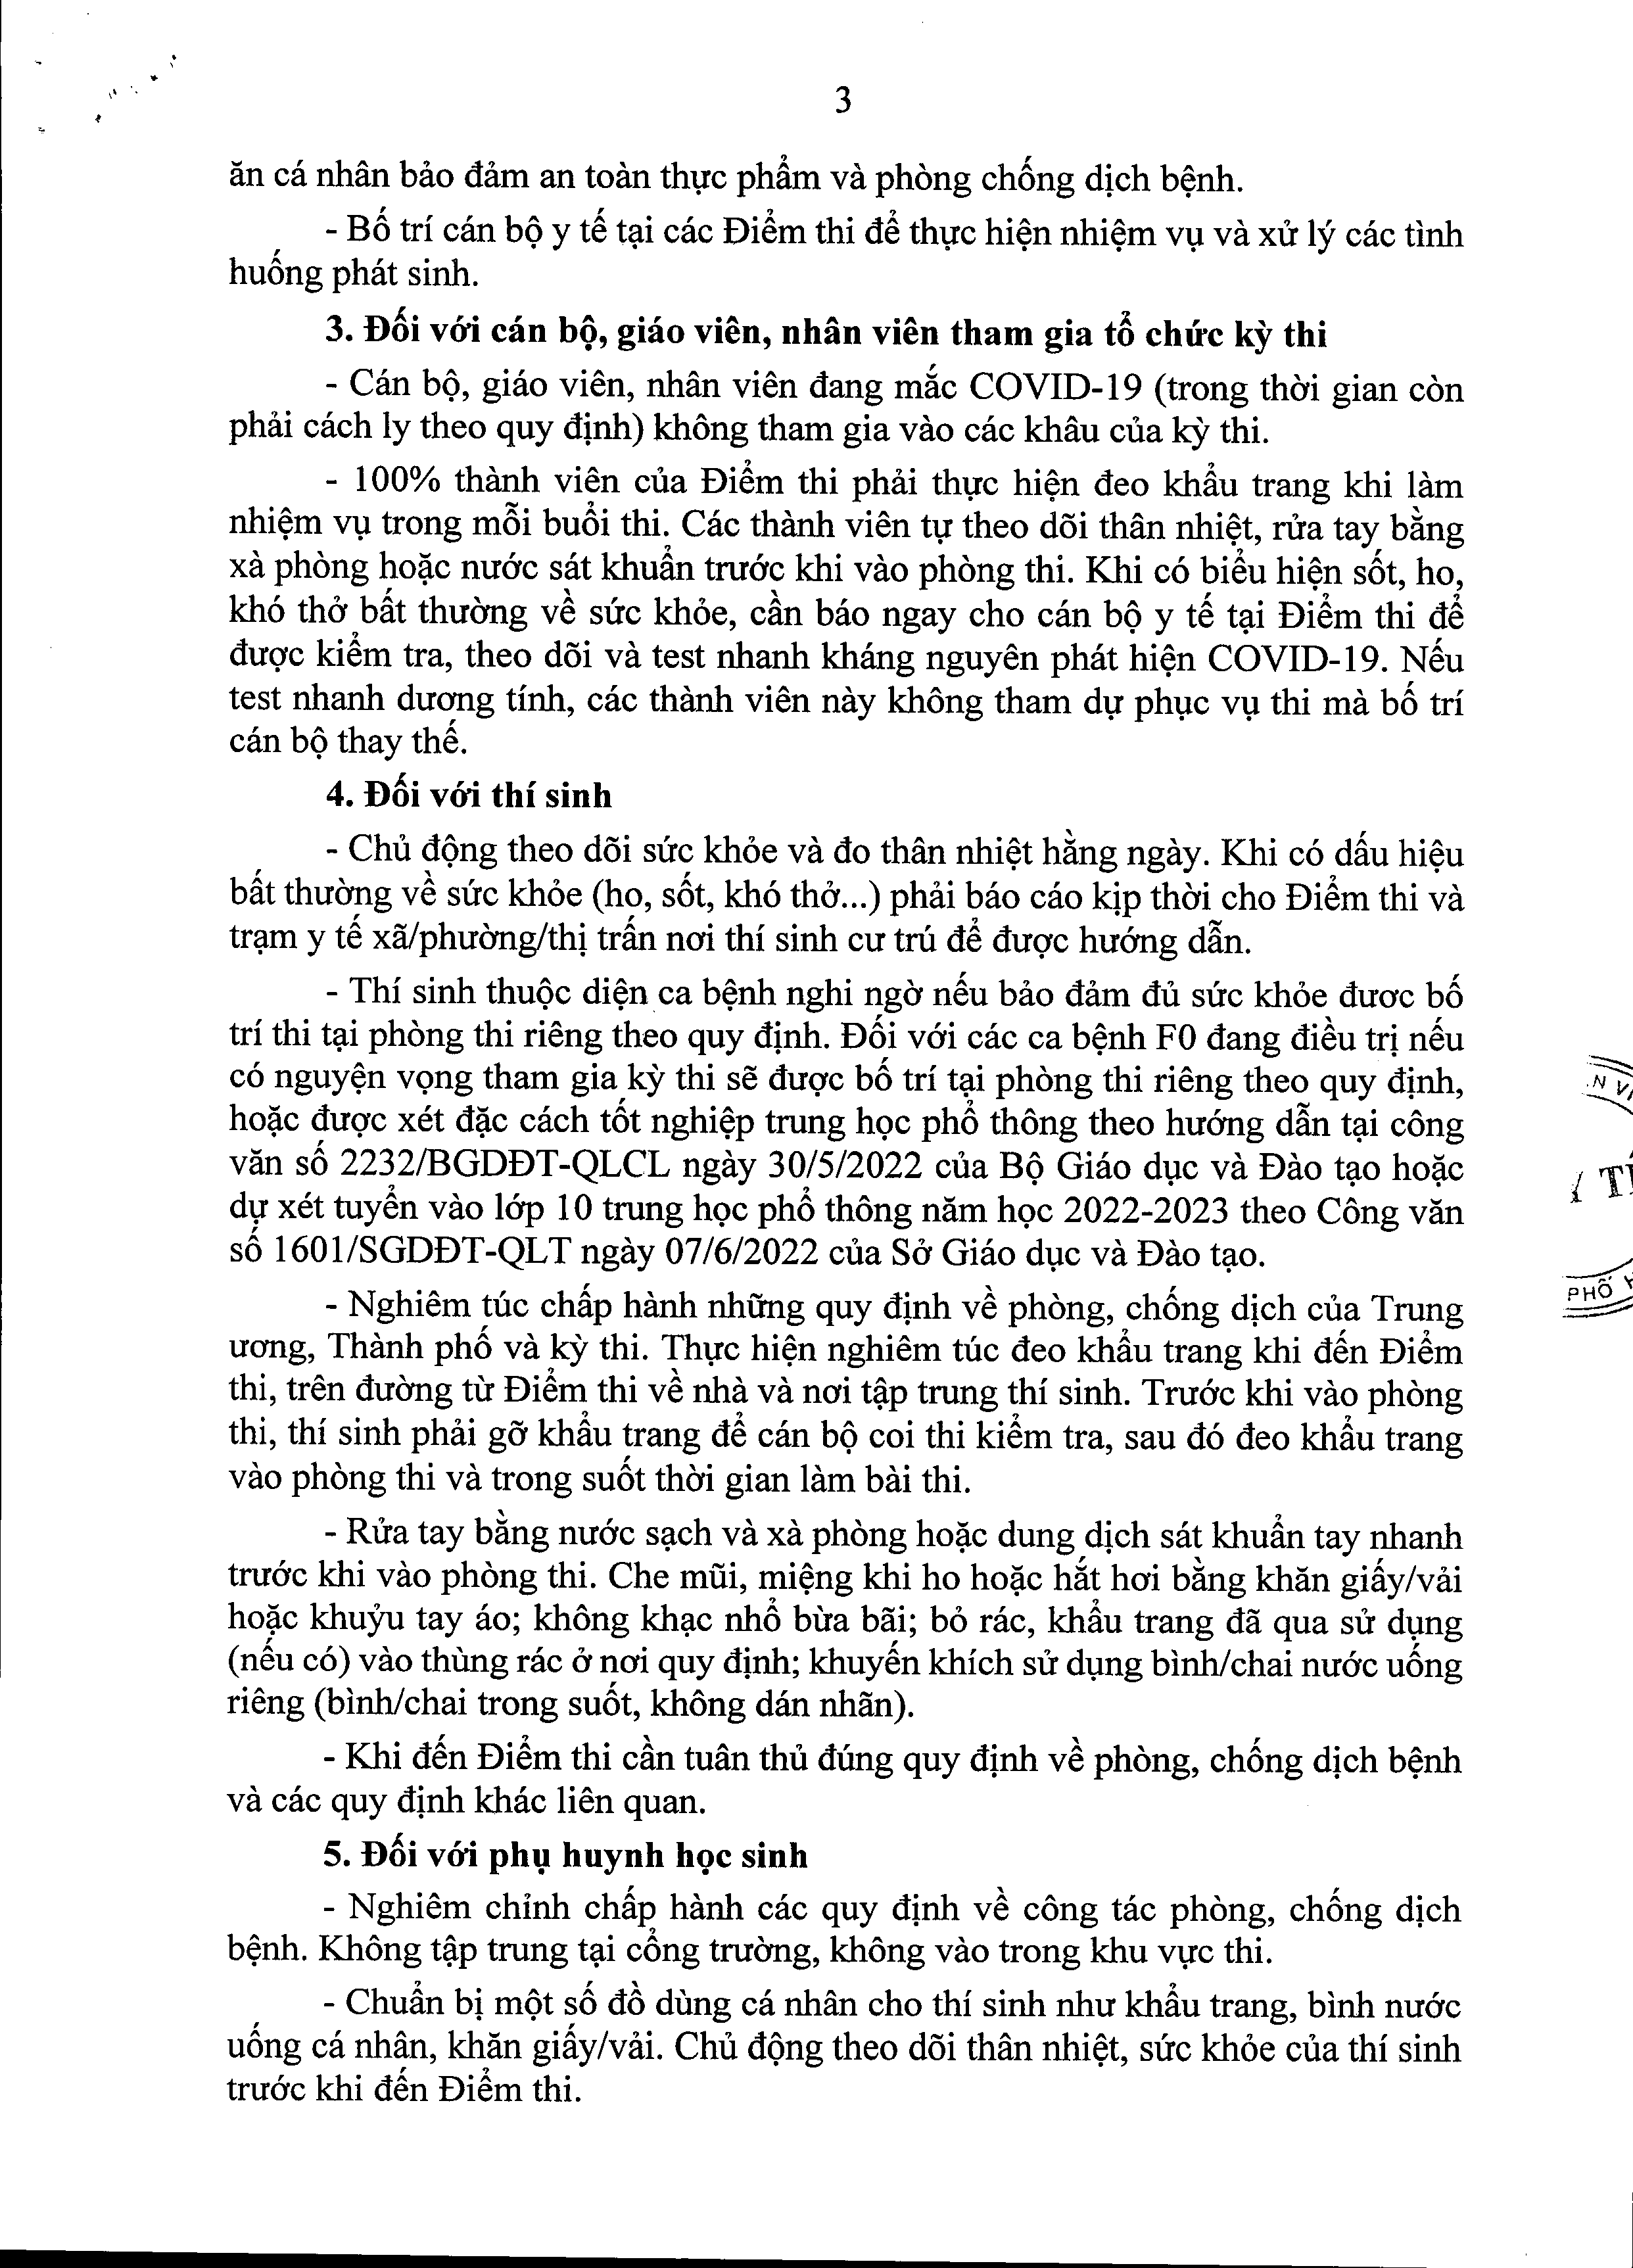 3
ăn cá nhân bảo đảm an toàn thực phẩm và phòng chống dịch bệnh.
- Bố trí cán bộ y tế tại các Điểm thi để thực hiện nhiệm vụ và xử lý các tình
huống phát sinh.
3. Đối với cán bộ, giáo viên, nhân viên tham gia tổ chức kỳ thi
- Cán bộ, giáo viên, nhân viên đang mắc COVID-19 (trong thời gian còn
phải cách ly theo quy định) không tham gia vào các khâu của kỳ thi.
- 100% thành viên của Điểm thi phải thực hiện đeo khẩu trang khi làm
nhiệm vụ trong mỗi buổi thi. Các thành viên tự theo dõi thân nhiệt, rửa tay bằng
xà phòng hoặc nước sát khuẩn trước khi vào phòng thi. Khi có biểu hiện sốt, ho,
khó thở bất thường về sức khỏe, cần báo ngay cho cán bộ y tế tại Điểm thi để
được kiểm tra, theo dõi và test nhanh kháng nguyên phát hiện COVID-19. Nếu
test nhanh dương tính, các thành viên này không tham dự phục vụ thi mà bố trí
cán bộ thay thế.
4. Đối với thí sinh
- Chủ động theo dõi sức khỏe và đo thân nhiệt hằng ngày. Khi có dấu hiệu
bất thường về sức khỏe (ho, sốt, khó thở...) phải báo cáo kịp thời cho Điểm thi và
trạm y tế xã/phường/thị trấn nơi thí sinh cư trú để được hướng dẫn.
- Thí sinh thuộc diện ca bệnh nghi ngờ nếu bảo đảm đủ sức khỏe đươc bố
trí thi tại phòng thi riêng theo quy định. Đối với các ca bệnh F0 đang điều trị nếu
có nguyện vọng tham gia kỳ thi sẽ được bố trí tại phòng thi riêng theo quy định,
hoặc được xét đặc cách tốt nghiệp trung học phổ thông theo hướng dẫn tại công
văn số 2232/BGDĐT-QLCL ngày 30/5/2022 của Bộ Giáo dục và Đào tạo hoặc
dự xét tuyển vào lớp 10 trung học phổ thông năm học 2022-2023 theo Công văn
số 1601/SGDĐT-QLT ngày 07/6/2022 của Sở Giáo dục và Đào tạo.
- Nghiêm túc chấp hành những quy định về phòng, chống dịch của Trung
ương, Thành phố và kỳ thi. Thực hiện nghiêm túc đeo khẩu trang khi đến Điểm
thi, trên đường từ Điểm thi về nhà và nơi tập trung thí sinh. Trước khi vào phòng
thi, thí sinh phải gỡ khẩu trang để cán bộ coi thi kiểm tra, sau đó đeo khẩu trang
vào phòng thi và trong suốt thời gian làm bài thi.
- Rửa tay bằng nước sạch và xà phòng hoặc dung dịch sát khuẩn tay nhanh
trước khi vào phòng thi. Che mũi, miệng khi ho hoặc hắt hơi bằng khăn giấy/vải
hoặc khuỷu tay áo; không khạc nhổ bừa bãi; bỏ rác, khẩu trang đã qua sử dụng
(nếu có) vào thùng rác ở nơi quy định; khuyến khích sử dụng bình/chai nước uống
riêng (bình/chai trong suốt, không dán nhãn).
- Khi đến Điểm thi cần tuân thủ đúng quy định về phòng, chống dịch bệnh
và các quy định khác liên quan.
5. Đối với phụ huynh học sinh
- Nghiêm chỉnh chấp hành các quy định về công tác phòng, chống dịch
bệnh. Không tập trung tại cổng trường, không vào trong khu vực thi.
- Chuẩn bị một số đồ dùng cá nhân cho thí sinh như khẩu trang, bình nước
uống cá nhân, khăn giấy/vải. Chủ động theo dõi thân nhiệt, sức khỏe của thí sinh
trước khi đến Điểm thi.
PHỐ